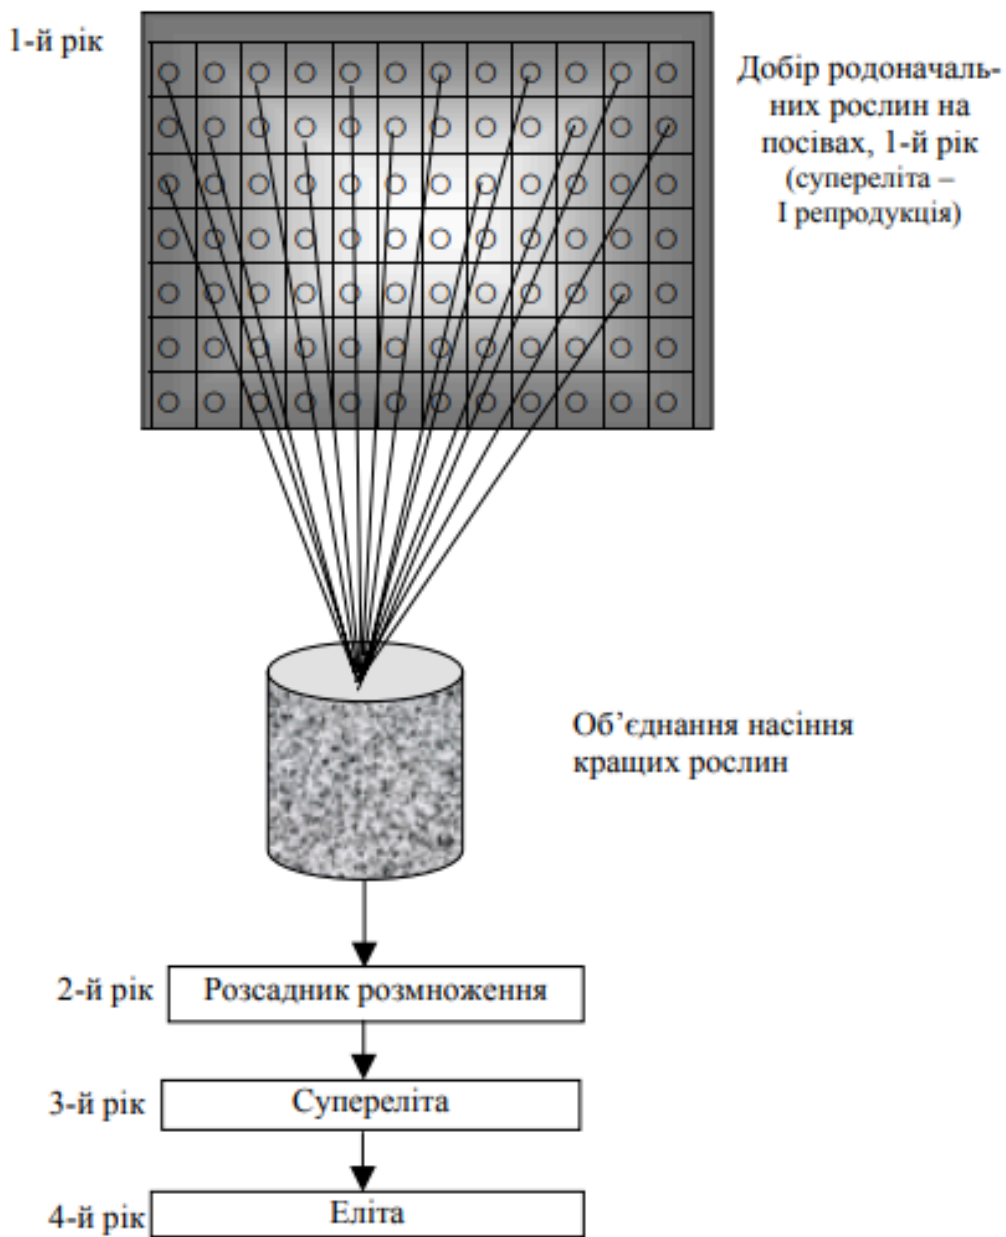 1-й рік
Добір родоначаль-
них рослин на
посівах, 1-й рік
(супереліта –
І репродукція)
Об’єднання насіння
кращих рослин
2-й рік
Розсадник розмноження
3-й рік
Супереліта
4-й рік
Еліта